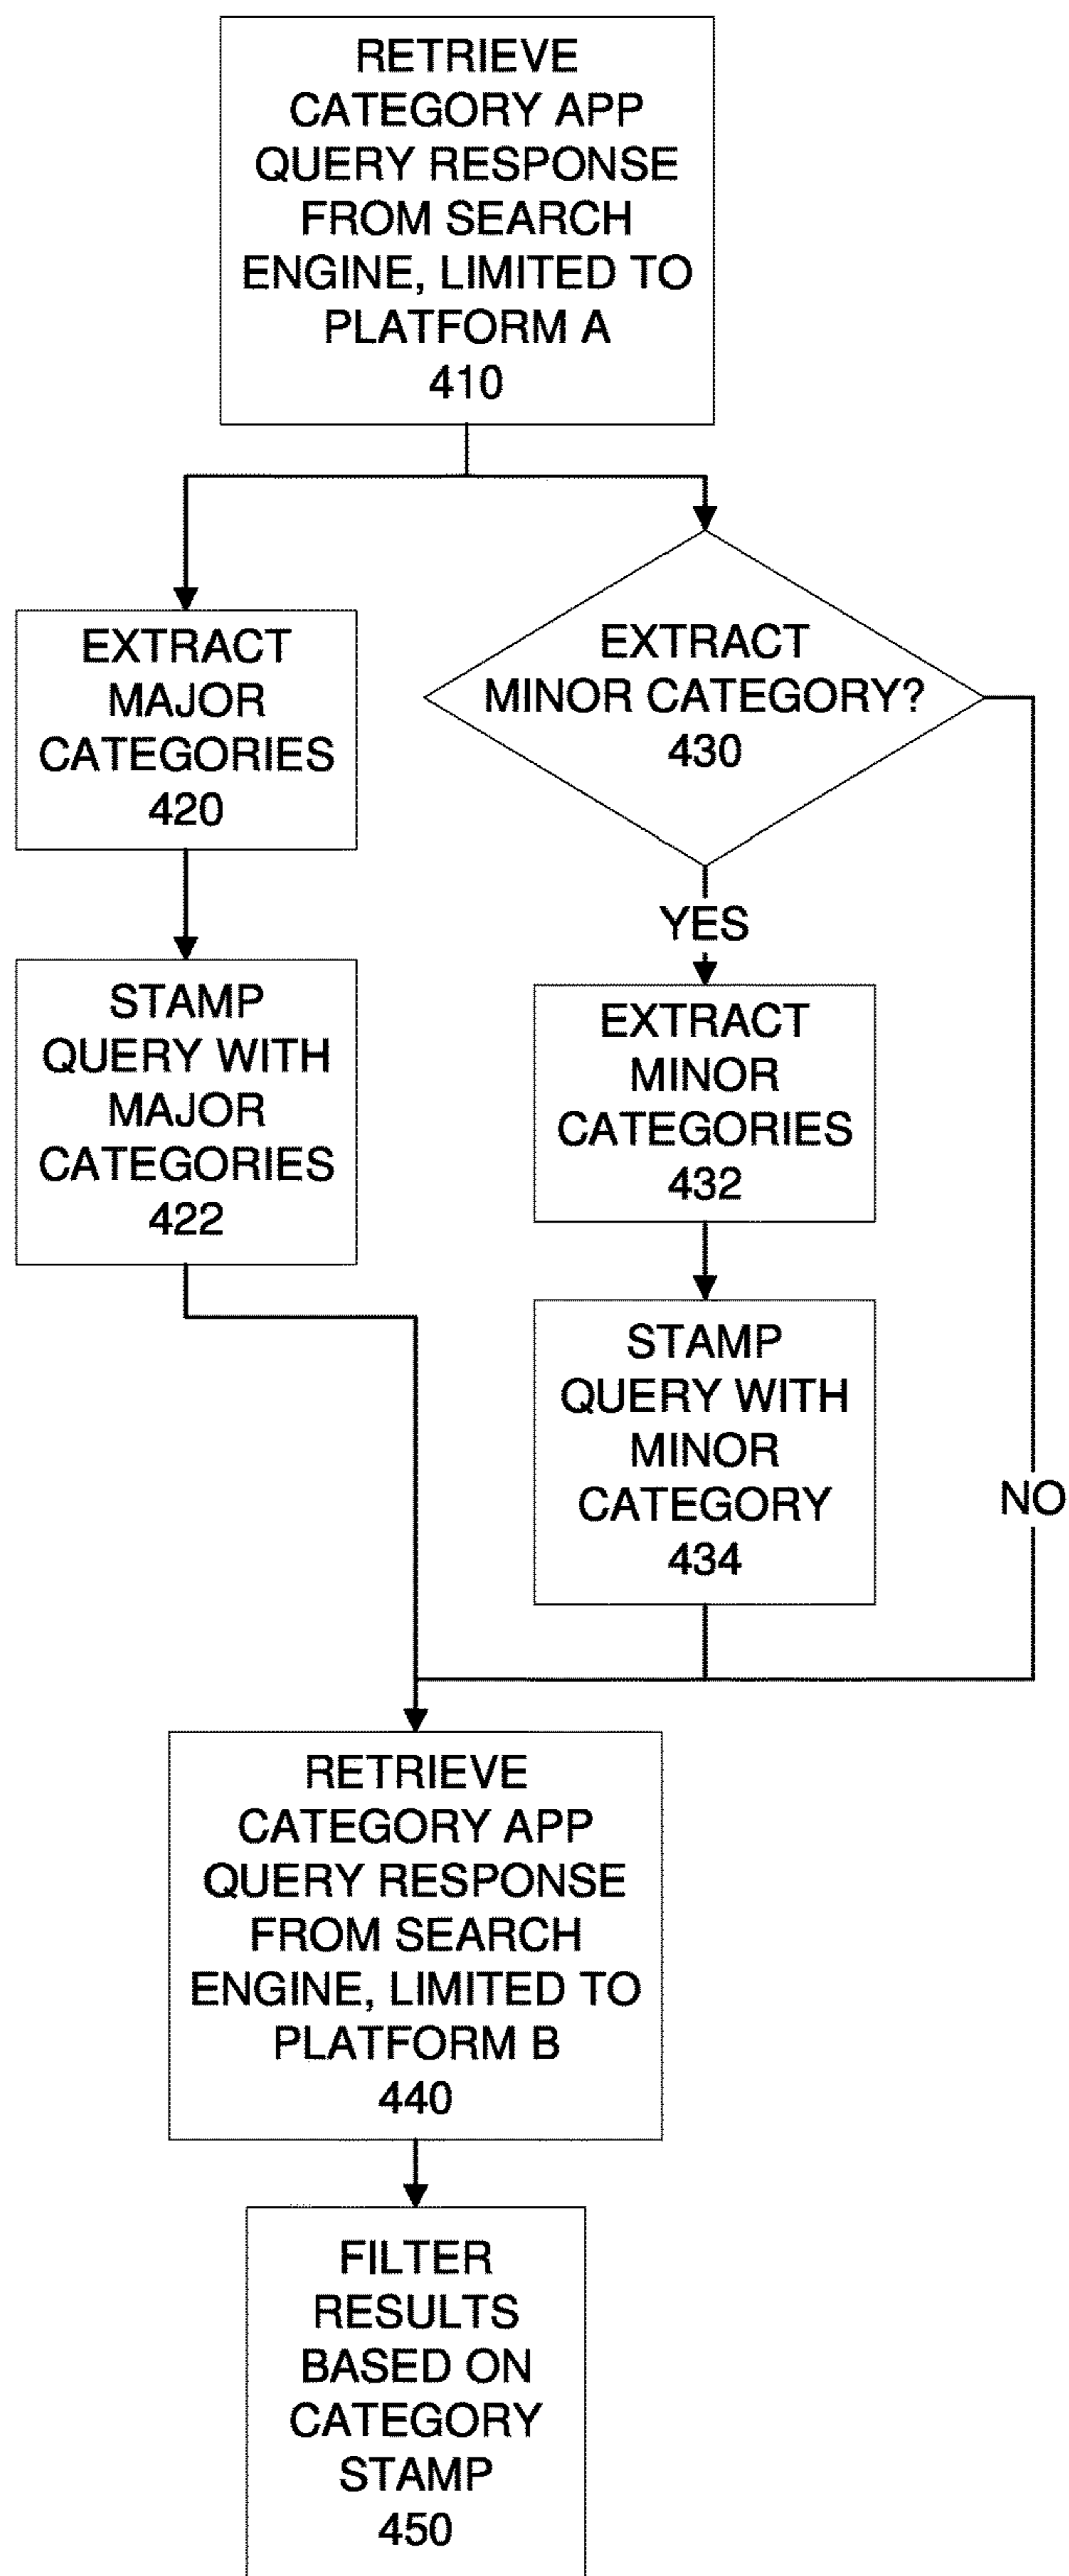 RETRIEVE
CATEGORY APP
QUERY RESPONSE
FROM SEARCH
ENGINE, LIMITED TO
PLATFORM A
410
EXTRACT
MAJOR
CATEGORIES
420
EXTRACT
MINOR CATEGORY?
430
YES
STAMP
QUERY WITH
MAJOR
CATEGORIES
422
EXTRACT
MINOR
CATEGORIES
432
STAMP
QUERY WITH
MINOR
CATEGORY
434
NO
RETRIEVE
CATEGORY APP
QUERY RESPONSE
FROM SEARCH
ENGINE, LIMITED TO
PLATFORM B
440
FILTER
RESULTS
BASED ON
CATEGORY
STAMP
450